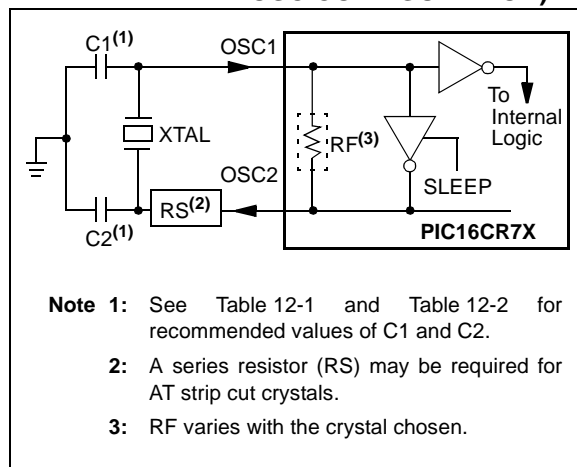 C1(1)
OSC1
To
Internal
Logic
XTAL
RF(3)
OSC2
SLEEP
RS(2)
C2(1)
PIC16CR7X
Note 1: See Table 12-1 and Table 12-2 for
recommended values of C1 and C2.
2: A series resistor (RS) may be required for
AT strip cut crystals.
3: RF varies with the crystal chosen.